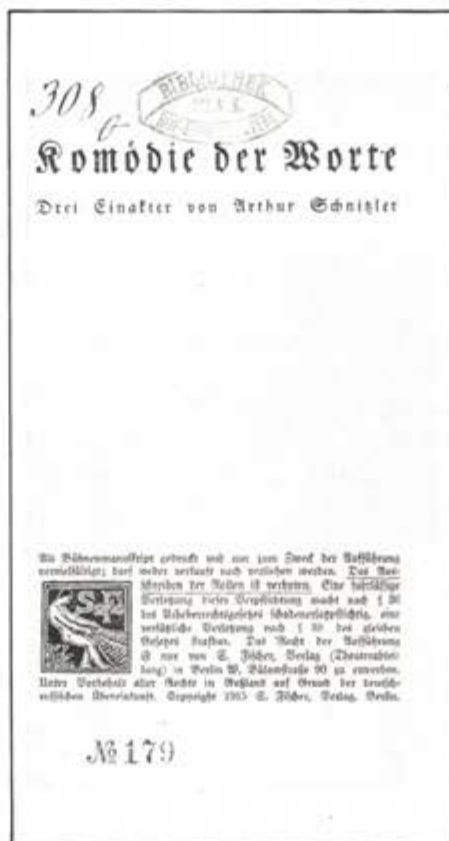 308
BIBLIOTHEK
Komödie der Worte
Drei Einakter von Arthur Schnitzler
Als Bühnenmanuskript gedruckt und nur zum Zweck der Aufführung
vervielfältigt; darf weder verkauft noch verliehen werden. Das Aus-
schreiben der Rollen ist verboten. Eine fahrlässige
Verletzung dieser Verpflichtung macht nach § 36
des Urheberrechtsgesetzes schadenersatzpflichtig, eine
vorsätzliche Verletzung nach § 38 des gleichen
Gesetzes strafbar. Das Recht der Aufführung
ist nur von S. Fischer, Verlag (Theaterabtei-
lung) in Berlin W, Bülowstraße 90 zu erwerben.
Unter Vorbehalt aller Rechte in Rußland auf Grund der deutsch-
russischen Übereinkunft. Copyright 1915 S. Fischer, Verlag, Berlin.
№ 179